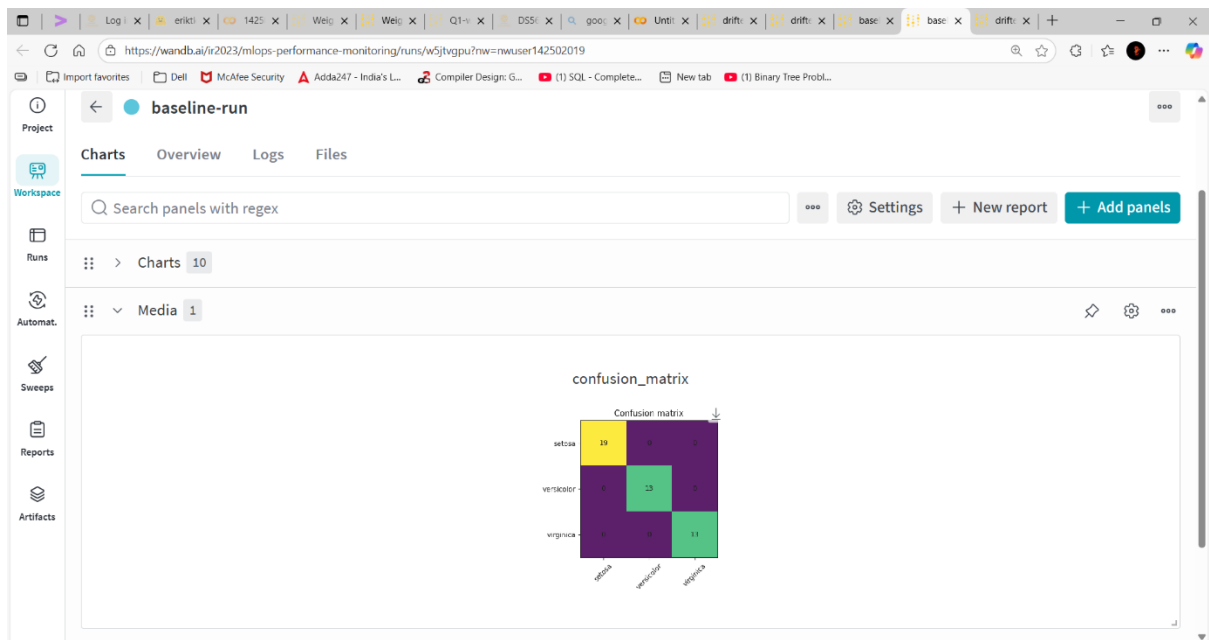 Log i erikti 1425 Weig Weig Q1-v DS5 goog Untit drifte drifte base base drifte
https://wandb.ai/ir2023/mlops-performance-monitoring/runs/w5jtvgpu?nw=nwuser142502019
Import favorites Dell McAfee Security Adda247 - India's L... Compiler Design: G... (1) SQL - Complete... New tab (1) Binary Tree Probl...
Project
baseline-run
Charts Overview Logs Files
Workspace
Search panels with regex
Settings
+ New report
+ Add panels
Runs
Charts 10
Automat.
Media 1
Sweeps
Reports
Artifacts
confusion_matrix
Confusion matrix
setosa 19
versicolor 13
virginica 0 0 13
setosa versicolor virginica